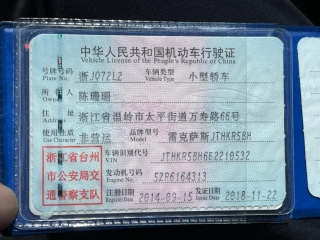 中华人民共和国机动车行驶证
Vehicle License of the People's Republic of China
号牌号码 浙JQ72L2 车辆类型 小型轿车
Plate No. Vehicle Type
所有人 陈珊珊
Owner
住址 浙江省温岭市太平街道万寿路66号
Address
使用性质 非营运 品牌型号 雷克萨斯JTHKR5BH
Use Character Model
浙江省台州 车辆识别代号 JTHKR5BH6E2210532
VIN
市公安局交 发动机号码 5ZR6164313
Engine No.
通警察支队 注册日期 2014-09-15 发证日期 2018-11-22
Register Date Issue Date